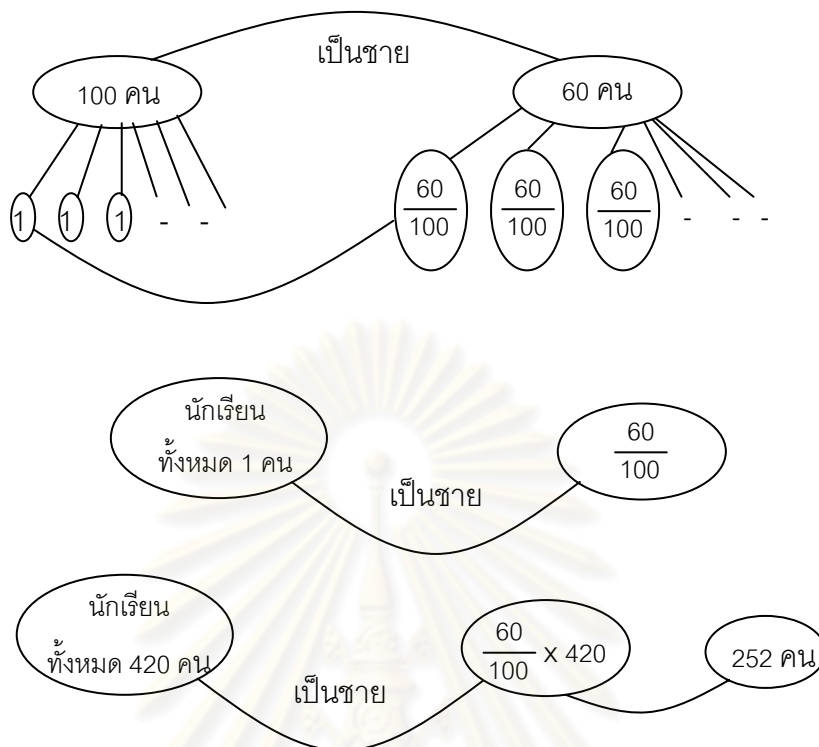 เป็นชาย
100 คน 60 คน
1 1 1 - - 60/100 60/100 60/100 - - -
นักเรียน
ทั้งหมด 1 คน
60/100
เป็นชาย
นักเรียน
ทั้งหมด 420 คน
60/100 x 420
252 คน
เป็นชาย